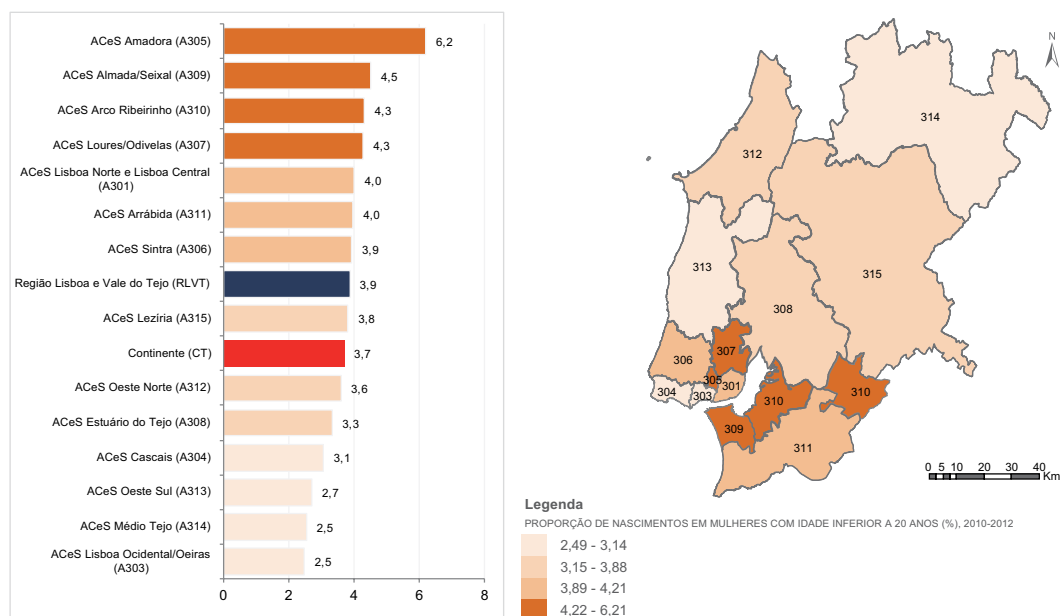 ACeS Amadora (A305)
6,2
ACeS Almada/Seixal (A309)
4,5
ACeS Arco Ribeirinho (A310)
4,3
ACeS Loures/Odivelas (A307)
4,3
ACeS Lisboa Norte e Lisboa Central
(A301)
4,0
ACeS Arrábida (A311)
4,0
ACeS Sintra (A306)
3,9
Região Lisboa e Vale do Tejo (RLVT)
3,9
ACeS Lezíria (A315)
3,8
Continente (CT)
3,7
ACeS Oeste Norte (A312)
3,6
ACeS Estuário do Tejo (A308)
3,3
ACeS Cascais (A304)
3,1
ACeS Oeste Sul (A313)
2,7
ACeS Médio Tejo (A314)
2,5
ACeS Lisboa Ocidental/Oeiras
(A303)
2,5
0 2 4 6 8
N
314
312
313
315
308
307
306
305
301
304
303
310
310
309
311
0 5 10 20 30 40
Km
Legenda
PROPORÇÃO DE NASCIMENTOS EM MULHERES COM IDADE INFERIOR A 20 ANOS (%), 2010-2012
2,49 - 3,14
3,15 - 3,88
3,89 - 4,21
4,22 - 6,21